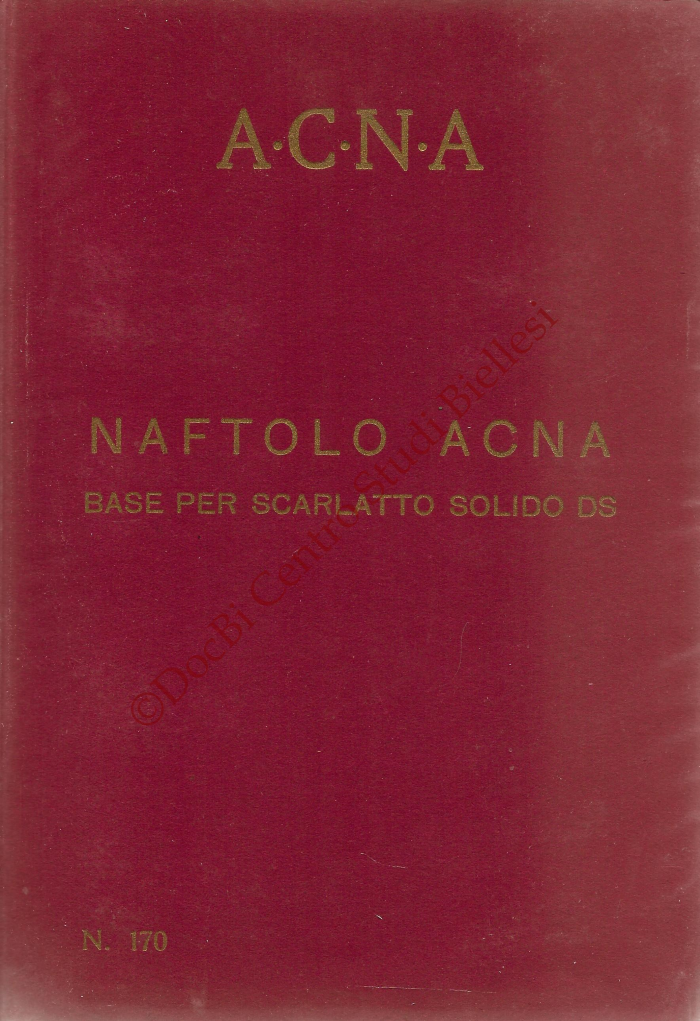 A·C·N·A
NAFTOLO ACNA
BASE PER SCARLATTO SOLIDO DS
©DocBi Centro Studi Biellesi
N. 170